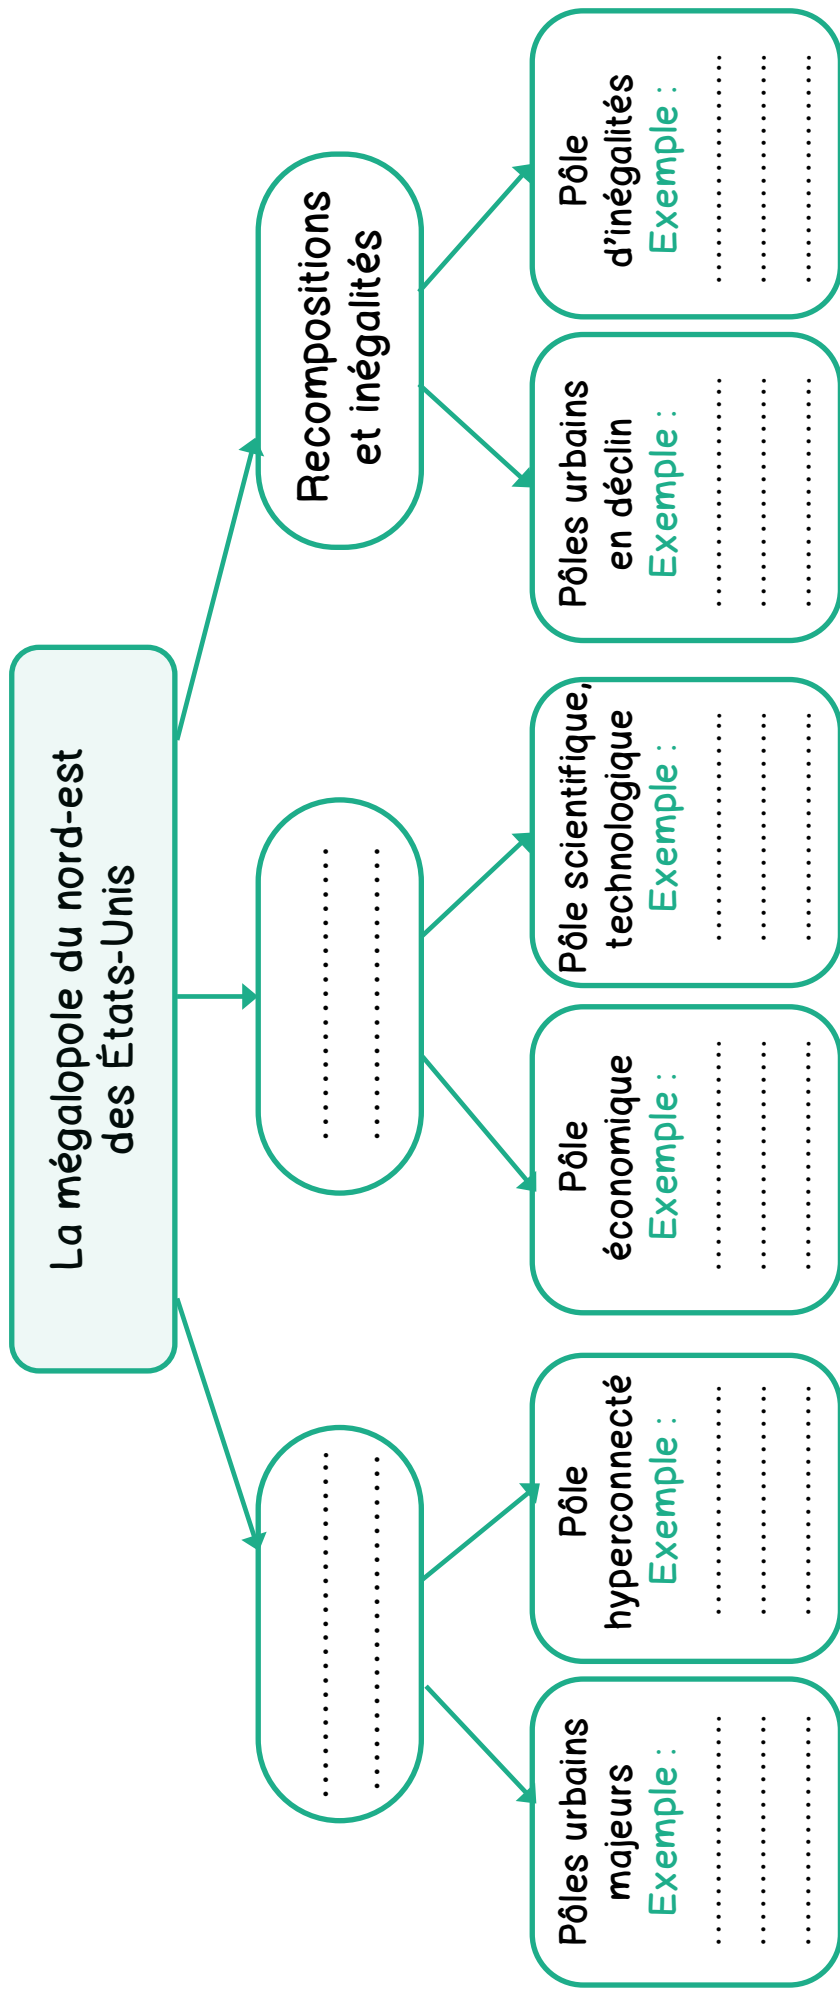 La mégalopole du nord-est
des États-Unis
Recompositions
et inégalités
Pôles urbains
majeurs
Exemple :
Pôle
hyperconnecté
Exemple :
Pôle
économique
Exemple :
Pôle scientifique,
technologique
Exemple :
Pôles urbains
en déclin
Exemple :
Pôle
d'inégalités
Exemple :